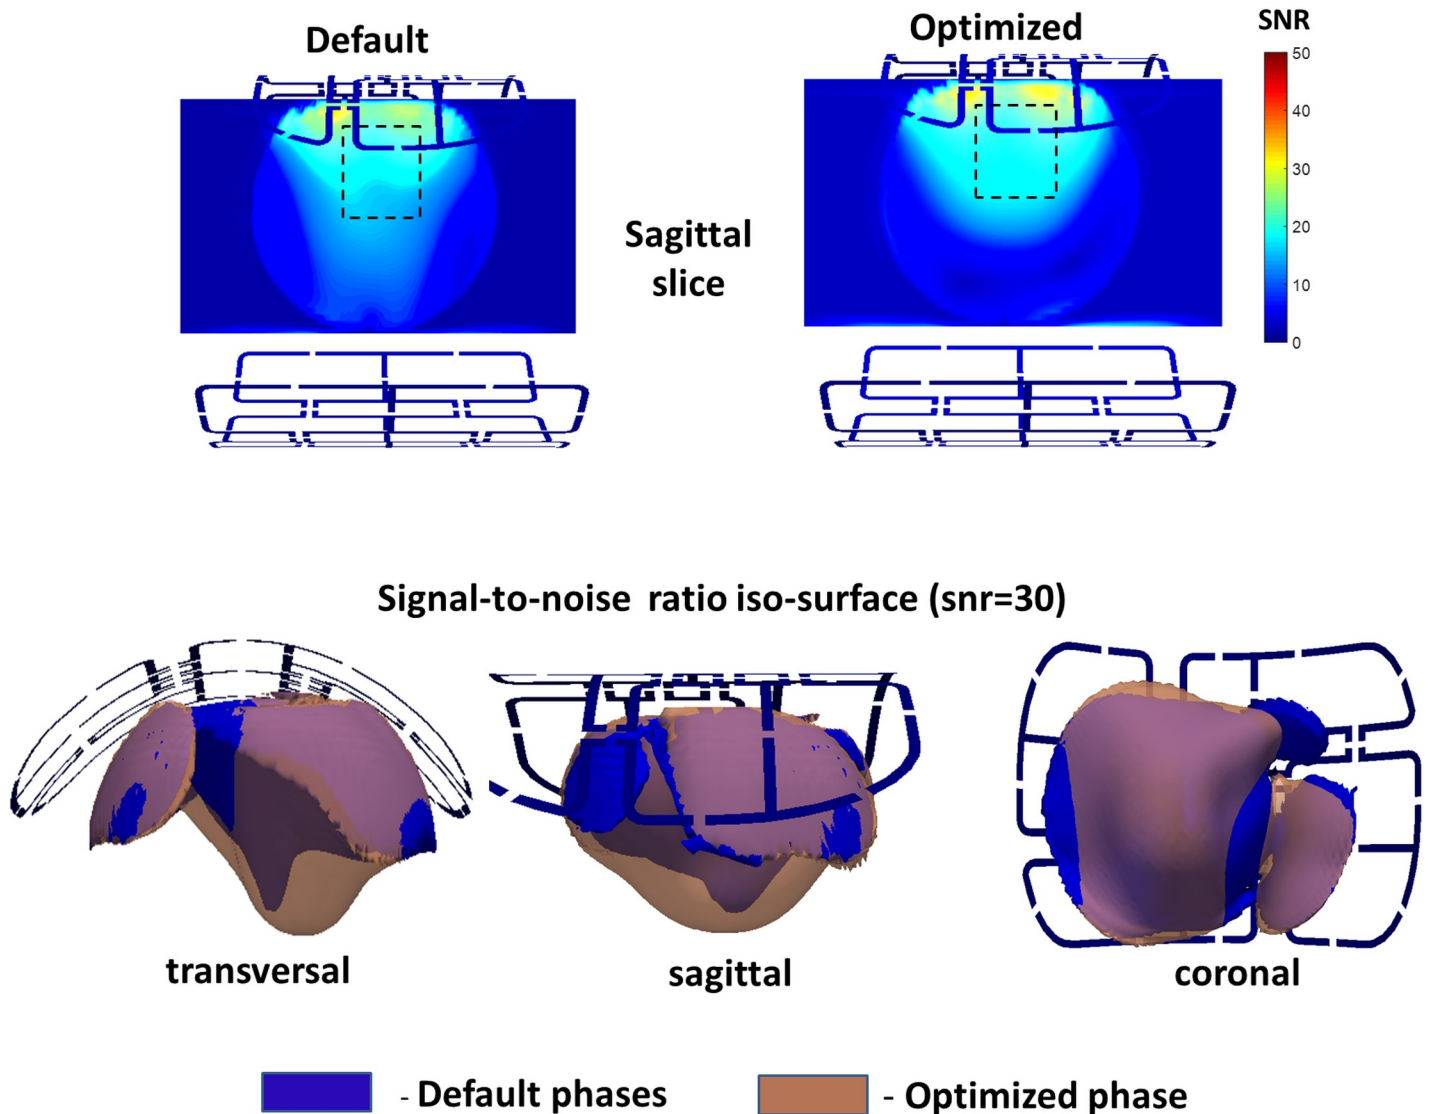 Default
Optimized
SNR
50
40
30
20
10
0
Sagittal
slice
Signal-to-noise ratio iso-surface (snr=30)
transversal
sagittal
coronal
- Default phases
- Optimized phase